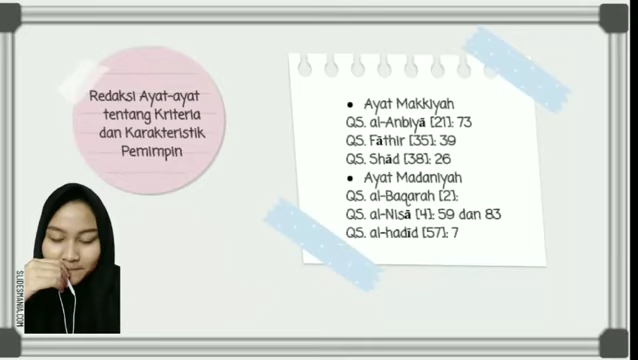 Redaksi Ayat-ayat
tentang Kriteria
dan Karakteristik
Pemimpin
• Ayat Makkiyah
QS. al-Anbiyā [21]: 73
QS. Fāthir [35]: 39
QS. Shād [38]: 26
• Ayat Madaniyah
QS. al-Baqarah [2]:
QS. al-Nisā [4]: 59 dan 83
QS. al-hadīd [57]: 7
SLIDESMANIA.COM